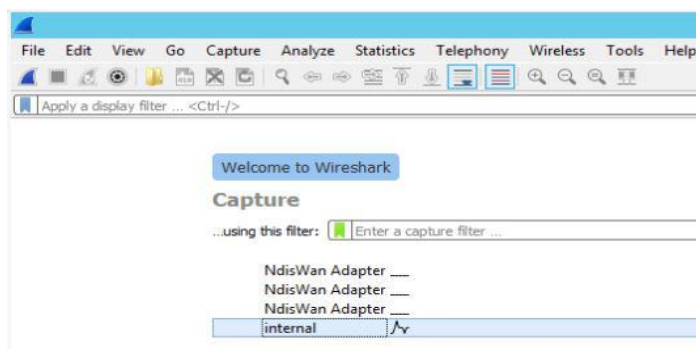 File Edit View Go Capture Analyze Statistics Telephony Wireless Tools Help
Apply a display filter ... <Ctrl-/>
Welcome to Wireshark
Capture
...using this filter: Enter a capture filter ...
NdisWan Adapter
NdisWan Adapter
NdisWan Adapter
internal